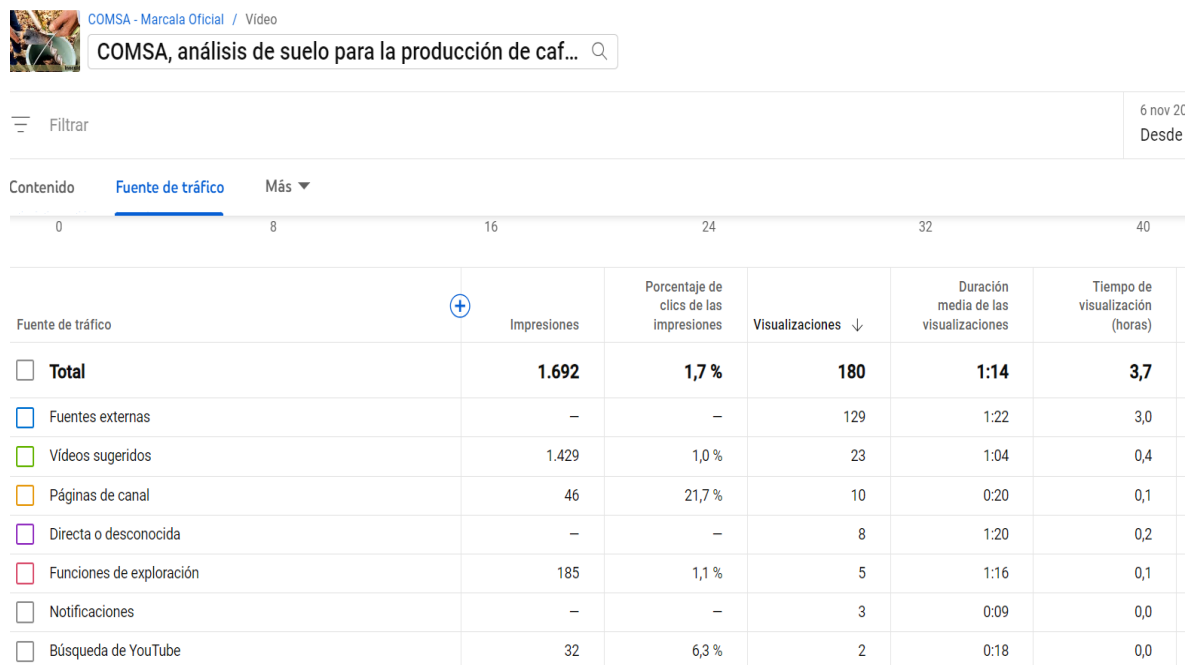 COMSA - Marcala Oficial / Vídeo
COMSA, análisis de suelo para la producción de caf...
Filtrar
6 nov 20
Desde
Contenido Fuente de tráfico Más
0 8 16 24 32 40
Fuente de tráfico Impresiones Porcentaje de clics de las impresiones Visualizaciones Duración media de las visualizaciones Tiempo de visualización (horas)
Total 1.692 1,7 % 180 1:14 3,7
Fuentes externas – – 129 1:22 3,0
Vídeos sugeridos 1.429 1,0 % 23 1:04 0,4
Páginas de canal 46 21,7 % 10 0:20 0,1
Directa o desconocida – – 8 1:20 0,2
Funciones de exploración 185 1,1 % 5 1:16 0,1
Notificaciones – – 3 0:09 0,0
Búsqueda de YouTube 32 6,3 % 2 0:18 0,0